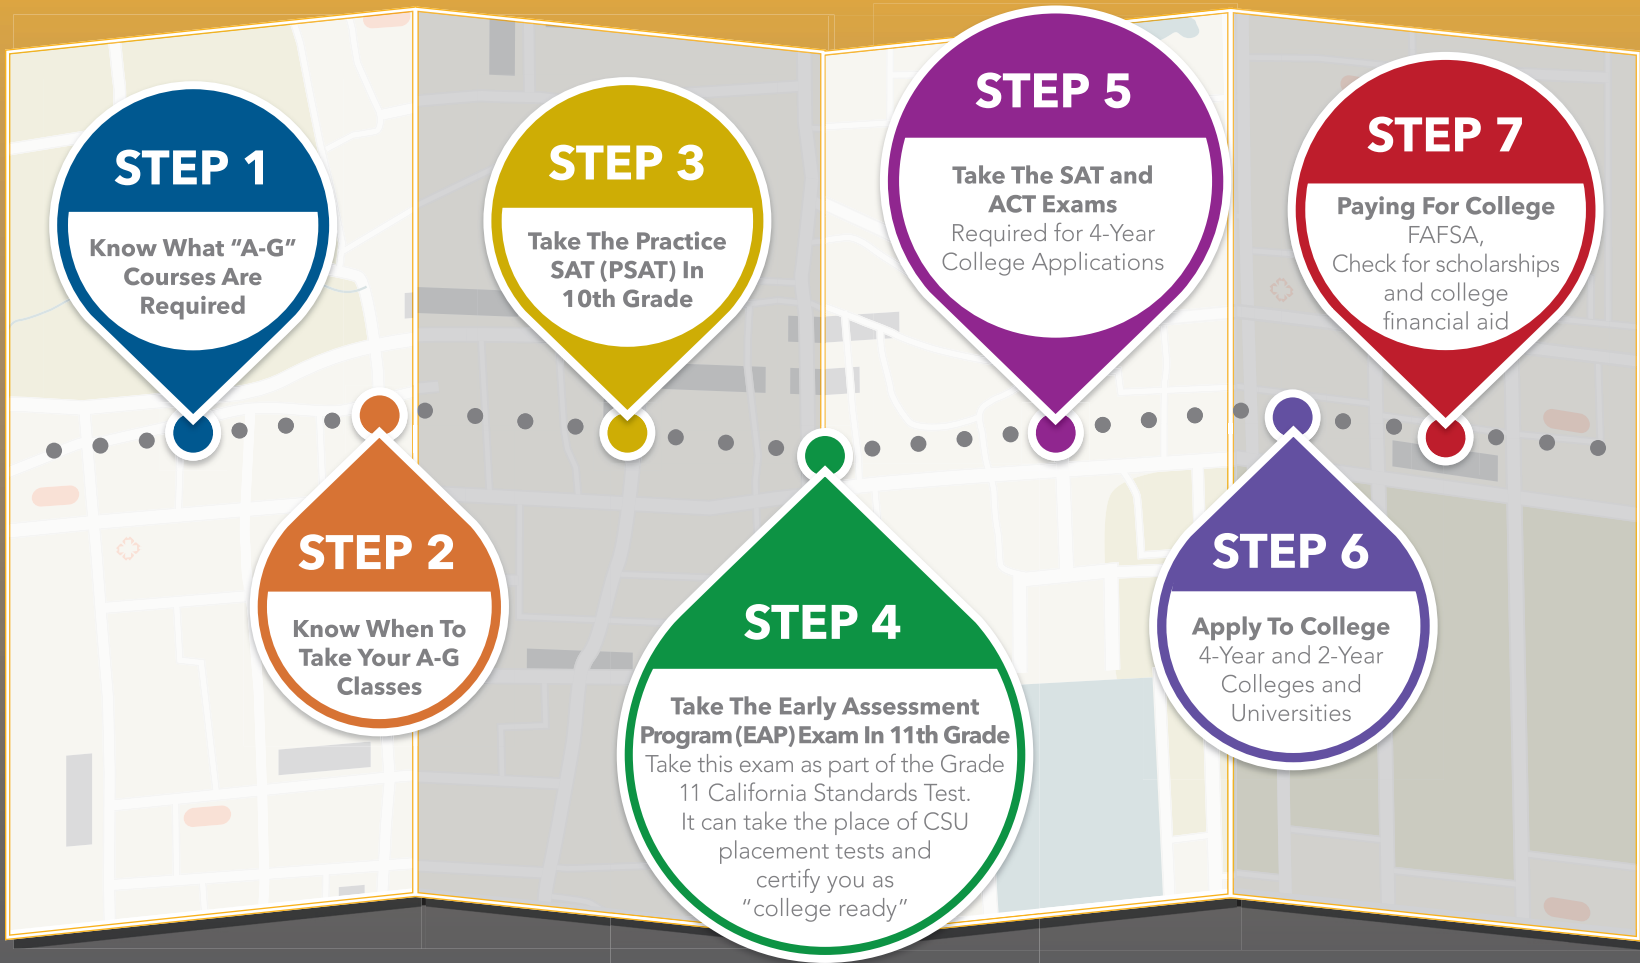 STEP 1
Know What “A-G”
Courses Are
Required
STEP 2
Know When To
Take Your A-G
Classes
STEP 3
Take The Practice
SAT (PSAT) In
10th Grade
STEP 4
Take The Early Assessment
Program (EAP) Exam In 11th Grade
Take this exam as part of the Grade
11 California Standards Test.
It can take the place of CSU
placement tests and
certify you as
“college ready”
STEP 5
Take The SAT and
ACT Exams
Required for 4-Year
College Applications
STEP 6
Apply To College
4-Year and 2-Year
Colleges and
Universities
STEP 7
Paying For College
FAFSA,
Check for scholarships
and college
financial aid